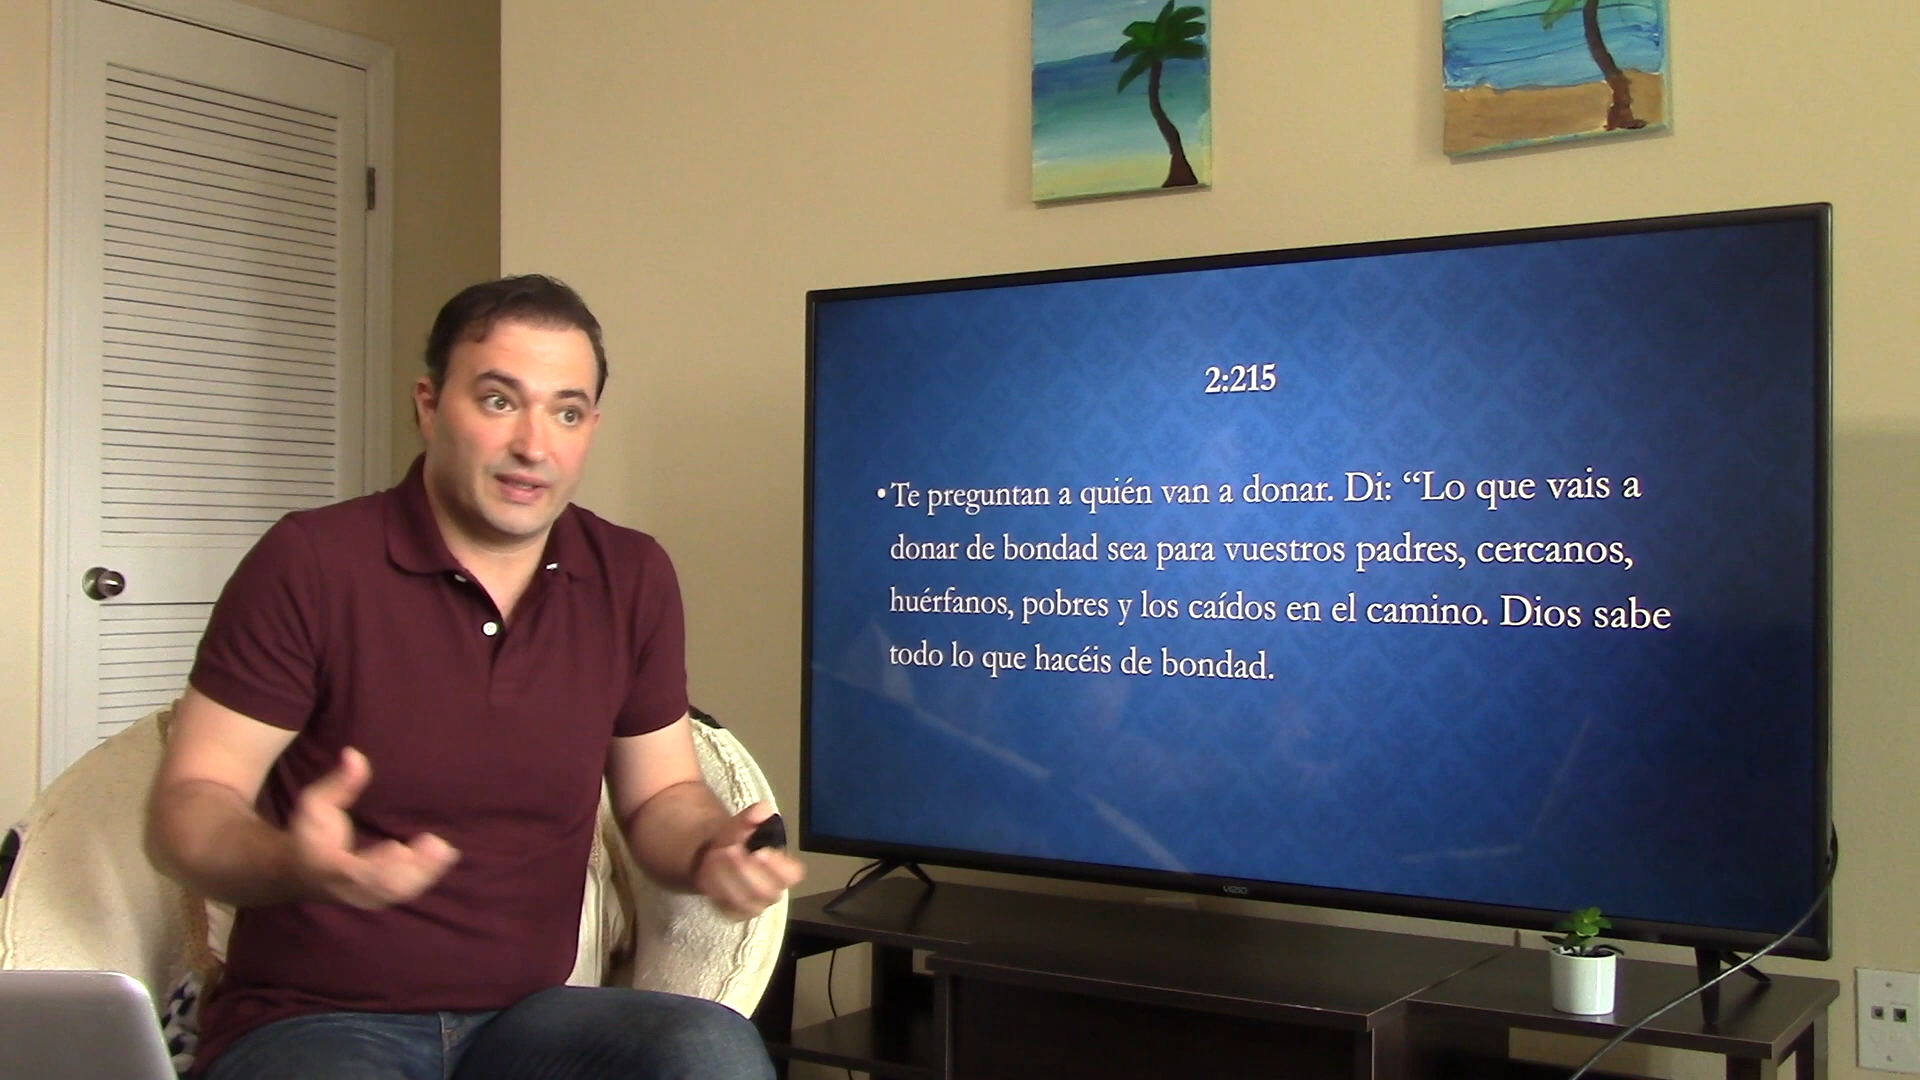 2:215
•Te preguntan a quién van a donar. Di: “Lo que vais a
donar de bondad sea para vuestros padres, cercanos,
huérfanos, pobres y los caídos en el camino. Dios sabe
todo lo que hacéis de bondad.
VIZIO